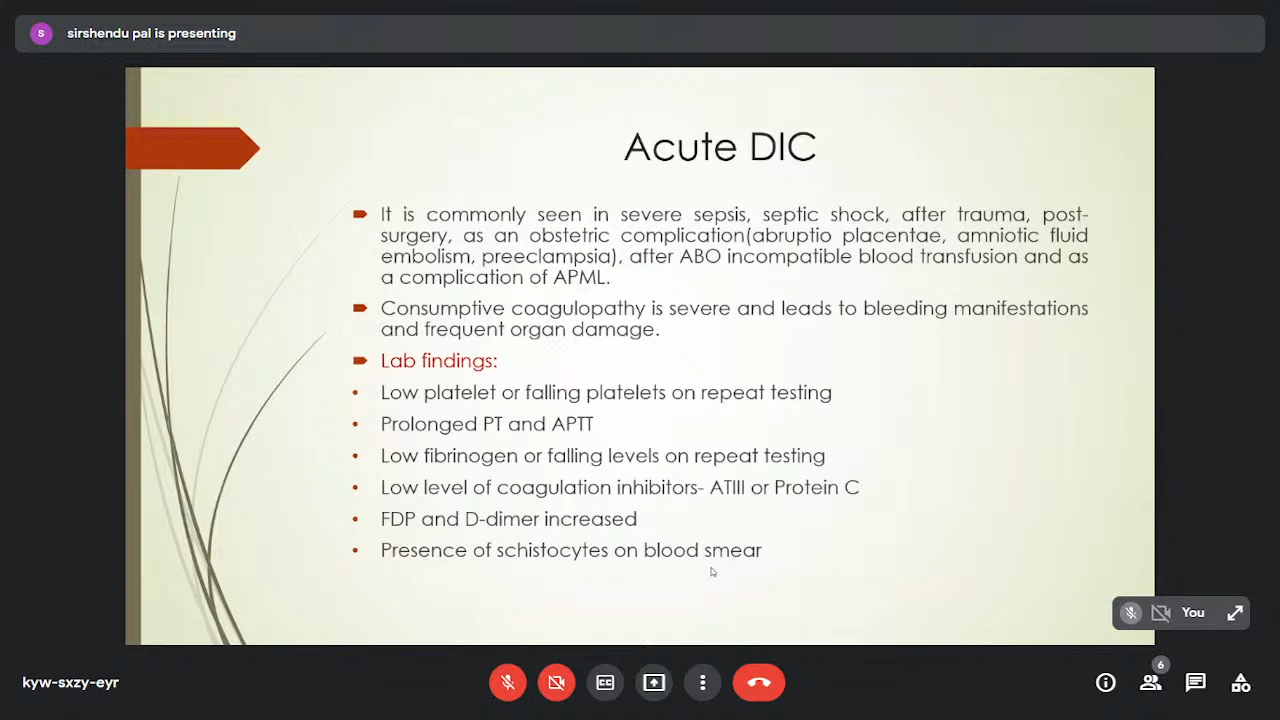 S
sirshendu pal is presenting
Acute DIC
It is commonly seen in severe sepsis, septic shock, after trauma, post-
surgery, as an obstetric complication(abruptio placentae, amniotic fluid
embolism, preeclampsia), after ABO incompatible blood transfusion and as
a complication of APML.
Consumptive coagulopathy is severe and leads to bleeding manifestations
and frequent organ damage.
Lab findings:
Low platelet or falling platelets on repeat testing
Prolonged PT and APTT
Low fibrinogen or falling levels on repeat testing
Low level of coagulation inhibitors- ATIII or Protein C
FDP and D-dimer increased
Presence of schistocytes on blood smear
You
kyw-sxzy-eyr
CC
6